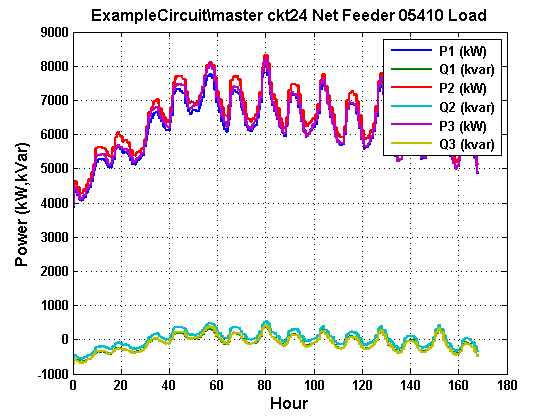 ExampleCircuit\master ckt24 Net Feeder 05410 Load
9000
8000
7000
6000
5000
4000
3000
2000
1000
0
-1000
Power (kW,kVar)
P1 (kW)
Q1 (kvar)
P2 (kW)
Q2 (kvar)
P3 (kW)
Q3 (kvar)
0 20 40 60 80 100 120 140 160 180
Hour